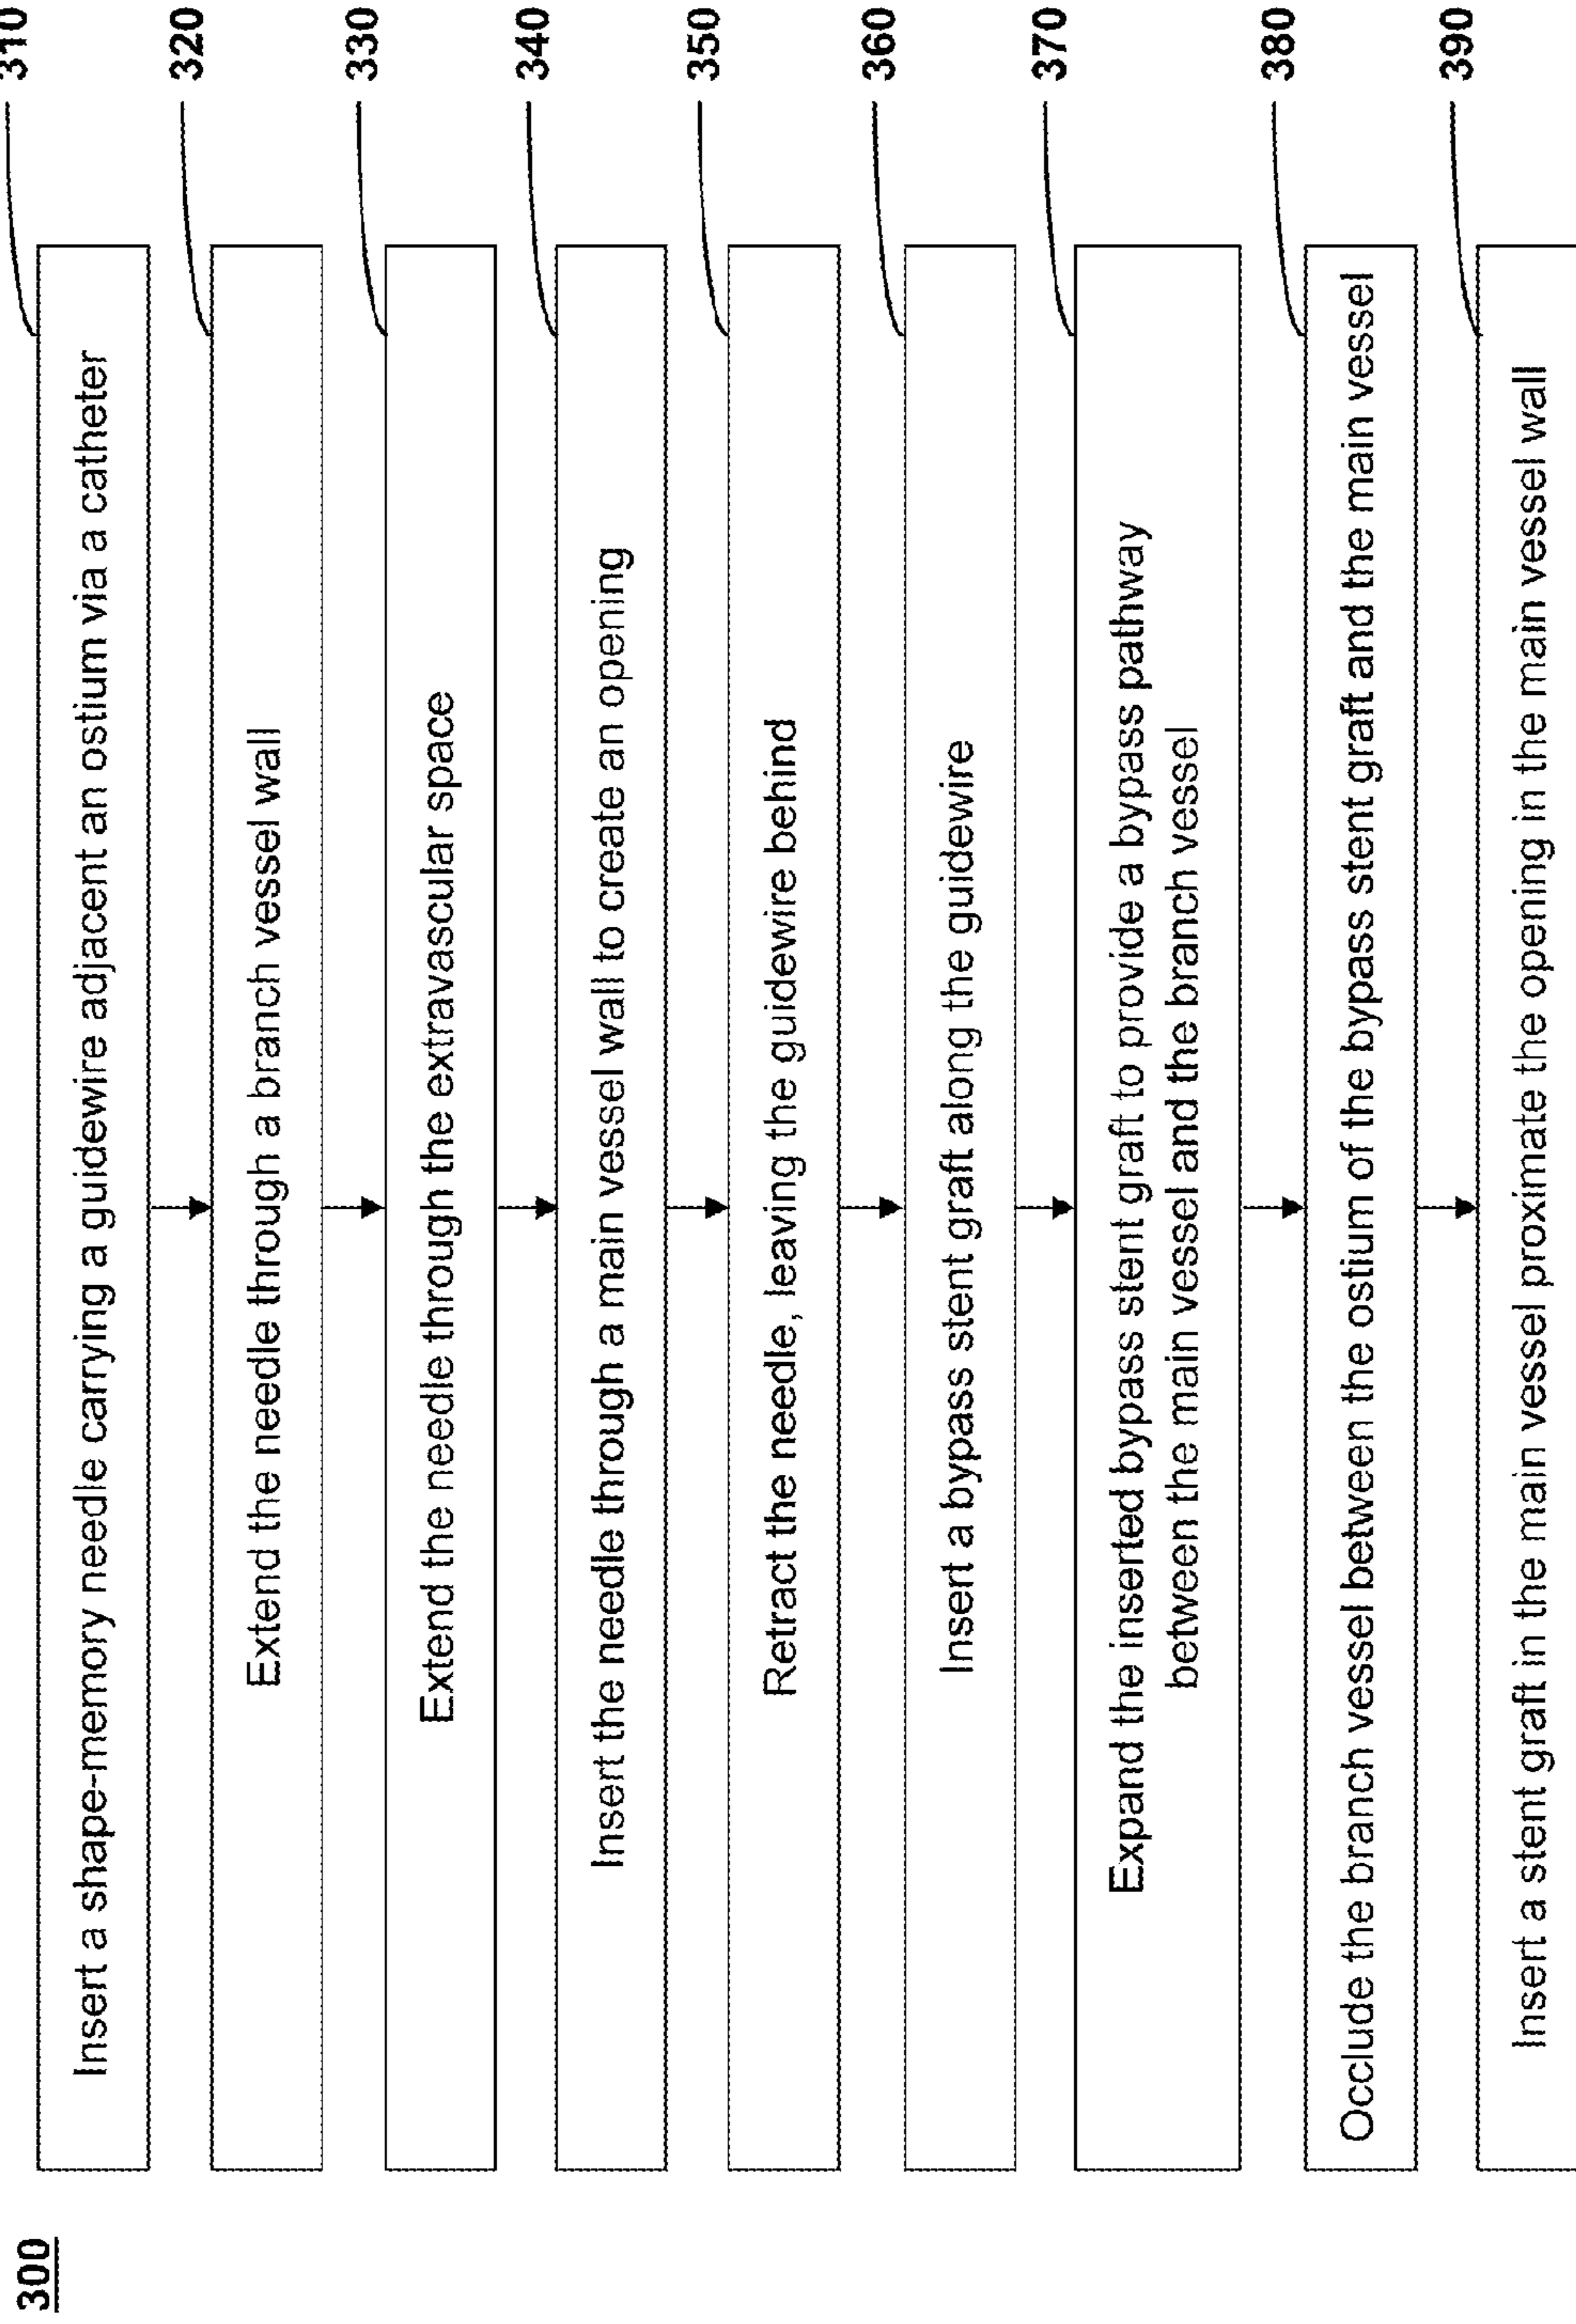 300
310
Insert a shape-memory needle carrying a guidewire adjacent an ostium via a catheter
320
Extend the needle through a branch vessel wall
330
Extend the needle through the extravascular space
340
Insert the needle through a main vessel wall to create an opening
350
Retract the needle, leaving the guidewire behind
360
Insert a bypass stent graft along the guidewire
370
Expand the inserted bypass stent graft to provide a bypass pathway
between the main vessel and the branch vessel
380
Occlude the branch vessel between the ostium of the bypass stent graft and the main vessel
390
Insert a stent graft in the main vessel proximate the opening in the main vessel wall